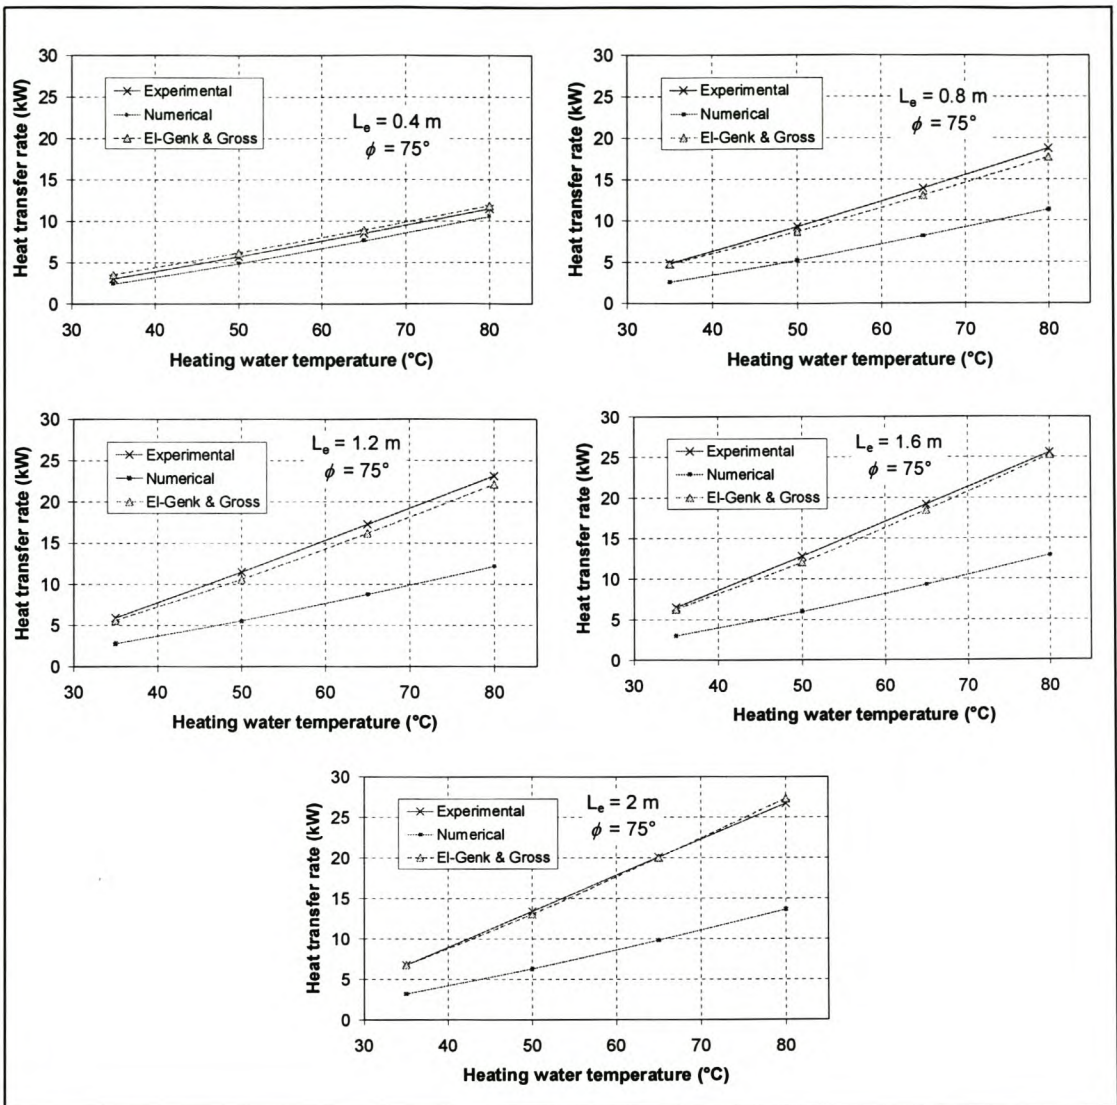 30
25
20
15
10
5
0
Heat transfer rate (kW)
Experimental
Numerical
El-Genk & Gross
Lₑ = 0.4 m
ϕ = 75°
30 40 50 60 70 80
Heating water temperature (°C)
30
25
20
15
10
5
0
Heat transfer rate (kW)
Experimental
Numerical
El-Genk & Gross
Lₑ = 0.8 m
ϕ = 75°
30 40 50 60 70 80
Heating water temperature (°C)
30
25
20
15
10
5
0
Heat transfer rate (kW)
Experimental
Numerical
El-Genk & Gross
Lₑ = 1.2 m
ϕ = 75°
30 40 50 60 70 80
Heating water temperature (°C)
30
25
20
15
10
5
0
Heat transfer rate (kW)
Experimental
Numerical
El-Genk & Gross
Lₑ = 1.6 m
ϕ = 75°
30 40 50 60 70 80
Heating water temperature (°C)
30
25
20
15
10
5
0
Heat transfer rate (kW)
Experimental
Numerical
El-Genk & Gross
Lₑ = 2 m
ϕ = 75°
30 40 50 60 70 80
Heating water temperature (°C)